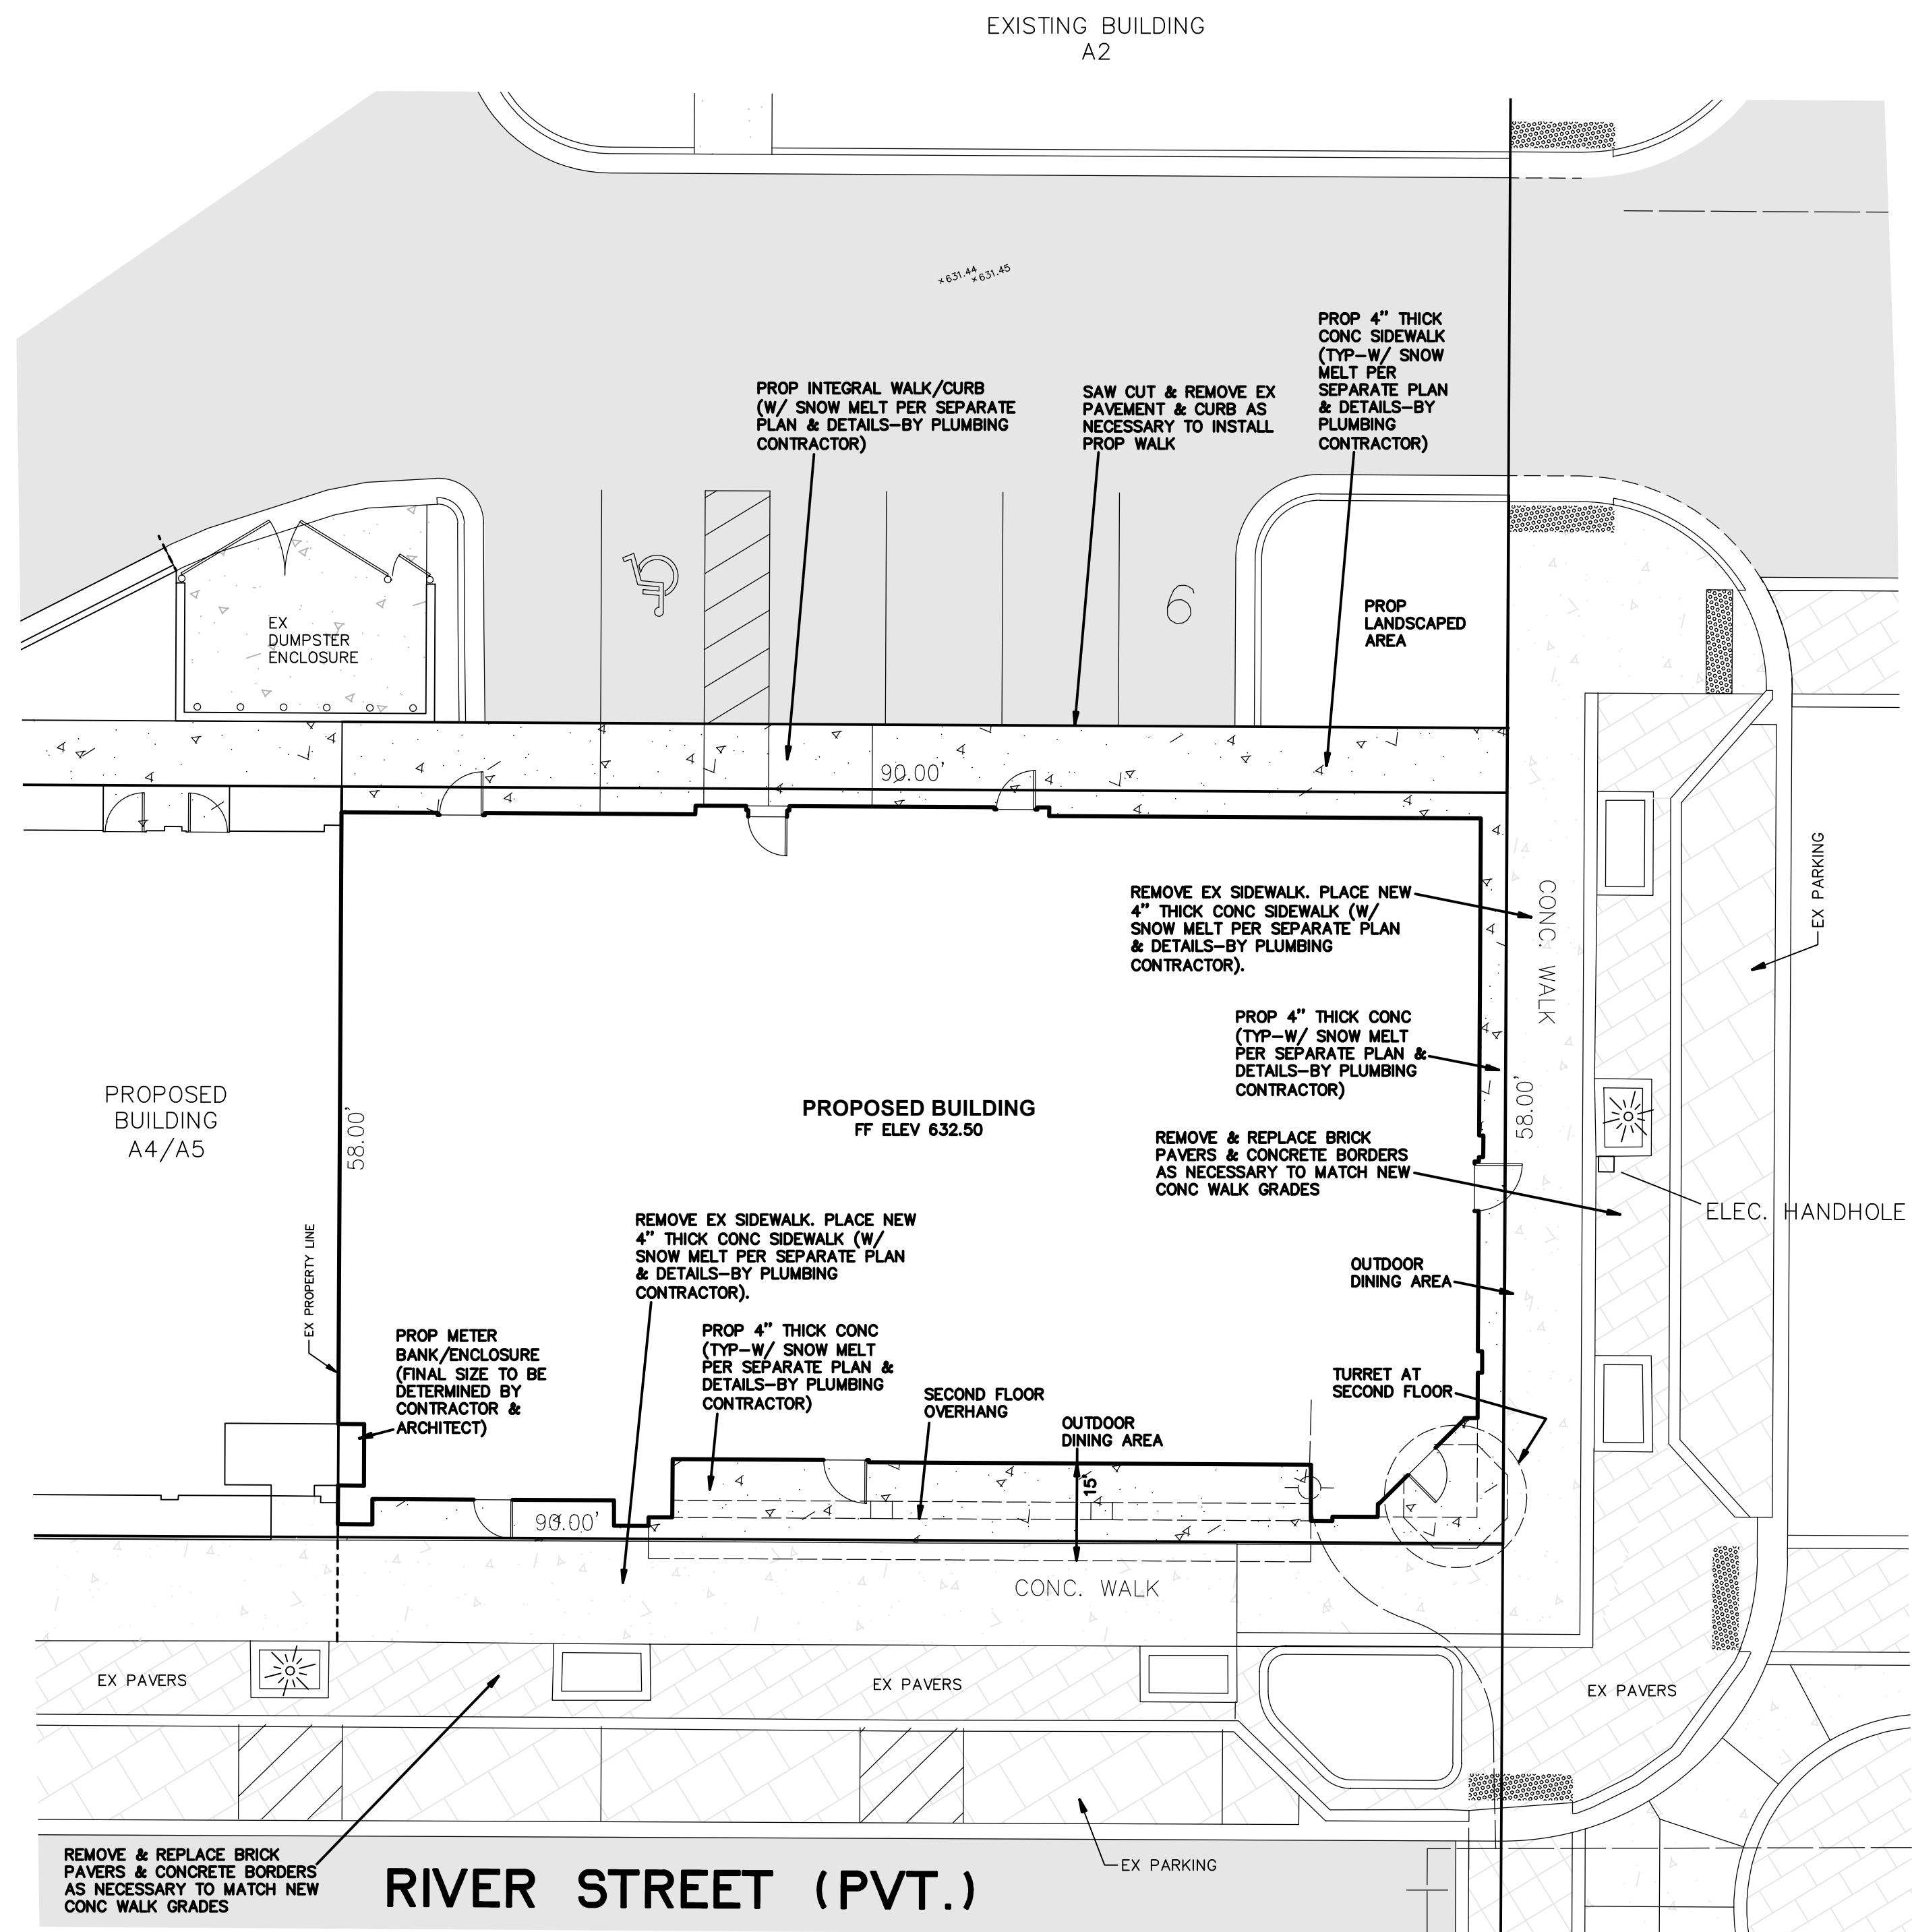 EXISTING BUILDING
A2
×631.44
×631.45
PROP 4" THICK
CONC SIDEWALK
(TYP-W/ SNOW
MELT PER
SEPARATE PLAN
& DETAILS-BY
PLUMBING
CONTRACTOR)
PROP INTEGRAL WALK/CURB
(W/ SNOW MELT PER SEPARATE
PLAN & DETAILS-BY PLUMBING
CONTRACTOR)
SAW CUT & REMOVE EX
PAVEMENT & CURB AS
NECESSARY TO INSTALL
PROP WALK
6
PROP
LANDSCAPED
AREA
EX
DUMPSTER
ENCLOSURE
90.00'
EX PARKING
REMOVE EX SIDEWALK. PLACE NEW
4" THICK CONC SIDEWALK (W/
SNOW MELT PER SEPARATE PLAN
& DETAILS-BY PLUMBING
CONTRACTOR).
CONC. WALK
PROP 4" THICK CONC
(TYP-W/ SNOW MELT
PER SEPARATE PLAN &
DETAILS-BY PLUMBING
CONTRACTOR)
58.00'
PROPOSED
BUILDING
A4/A5
58.00'
PROPOSED BUILDING
FF ELEV 632.50
REMOVE & REPLACE BRICK
PAVERS & CONCRETE BORDERS
AS NECESSARY TO MATCH NEW
CONC WALK GRADES
ELEC. HANDHOLE
EX PROPERTY LINE
REMOVE EX SIDEWALK. PLACE NEW
4" THICK CONC SIDEWALK (W/
SNOW MELT PER SEPARATE PLAN
& DETAILS-BY PLUMBING
CONTRACTOR).
OUTDOOR
DINING AREA
PROP METER
BANK/ENCLOSURE
(FINAL SIZE TO BE
DETERMINED BY
CONTRACTOR &
ARCHITECT)
PROP 4" THICK CONC
(TYP-W/ SNOW MELT
PER SEPARATE PLAN &
DETAILS-BY PLUMBING
CONTRACTOR)
SECOND FLOOR
OVERHANG
OUTDOOR
DINING AREA
TURRET AT
SECOND FLOOR
15'
90.00'
CONC. WALK
EX PAVERS
EX PAVERS
EX PAVERS
REMOVE & REPLACE BRICK
PAVERS & CONCRETE BORDERS
AS NECESSARY TO MATCH NEW
CONC WALK GRADES
RIVER STREET (PVT.)
EX PARKING